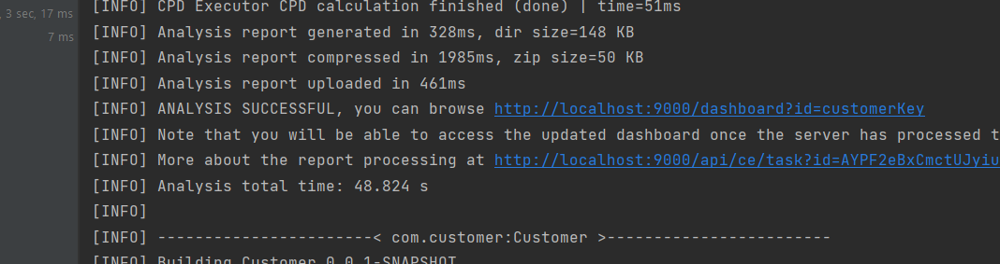 [INFO] CPD Executor CPD calculation finished (done) | time=51ms
, 3 sec, 17 ms
[INFO] Analysis report generated in 328ms, dir size=148 KB
7 ms
[INFO] Analysis report compressed in 1985ms, zip size=50 KB
[INFO] Analysis report uploaded in 461ms
[INFO] ANALYSIS SUCCESSFUL, you can browse http://localhost:9000/dashboard?id=customerKey
[INFO] Note that you will be able to access the updated dashboard once the server has processed t
[INFO] More about the report processing at http://localhost:9000/api/ce/task?id=AYPF2eBxCmctUJyiu
[INFO] Analysis total time: 48.824 s
[INFO]
[INFO] -----------------------< com.customer:Customer >------------------------
[INFO] Building Customer 0.0.1-SNAPSHOT